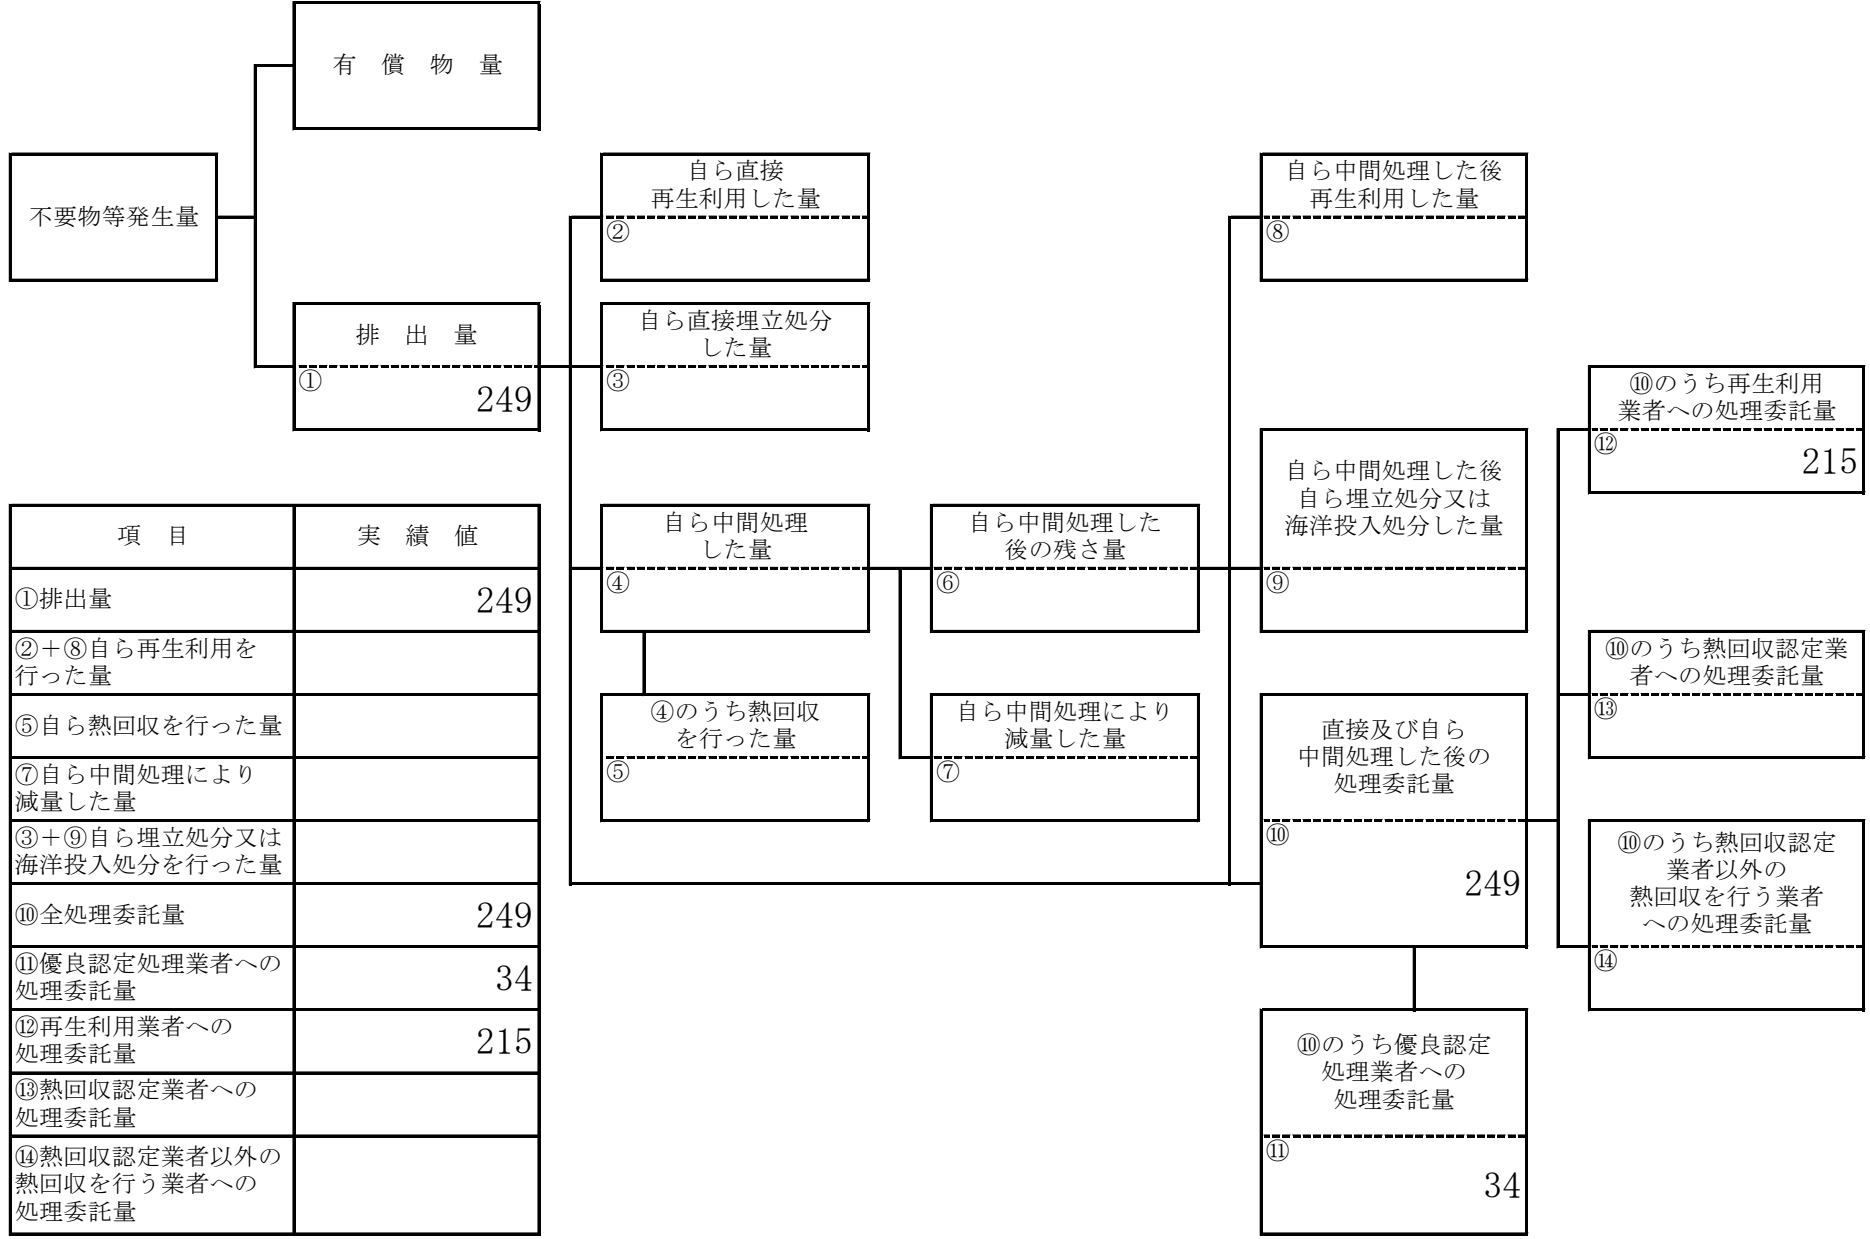 有　償　物　量
不要物等発生量
排　出　量
①
249
自ら直接
再生利用した量
②
自ら直接埋立処分
した量
③
自ら中間処理
した量
④
④のうち熱回収
を行った量
⑤
自ら中間処理した
後の残さ量
⑥
自ら中間処理により
減量した量
⑦
自ら中間処理した後
再生利用した量
⑧
自ら中間処理した後
自ら埋立処分又は
海洋投入処分した量
⑨
直接及び自ら
中間処理した後の
処理委託量
⑩
249
⑩のうち優良認定
処理業者への
処理委託量
⑪
34
⑩のうち再生利用
業者への処理委託量
⑫
215
⑩のうち熱回収認定業
者への処理委託量
⑬
⑩のうち熱回収認定
業者以外の
熱回収を行う業者
への処理委託量
⑭
項　目
実　績　値
①排出量
249
②＋⑧自ら再生利用を
行った量
⑤自ら熱回収を行った量
⑦自ら中間処理により
減量した量
③＋⑨自ら埋立処分又は
海洋投入処分を行った量
⑩全処理委託量
249
⑪優良認定処理業者への
処理委託量
34
⑫再生利用業者への
処理委託量
215
⑬熱回収認定業者への
処理委託量
⑭熱回収認定業者以外の
熱回収を行う業者への
処理委託量